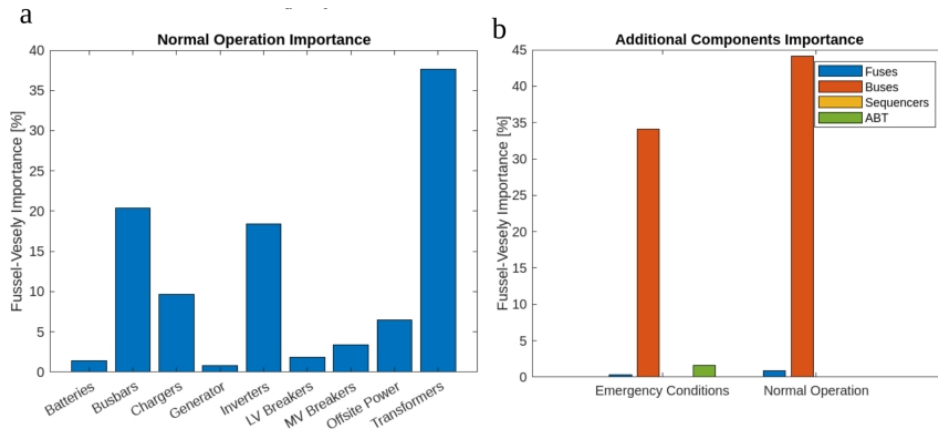 a
Normal Operation Importance
Fussel-Vesely Importance [%]
40
35
30
25
20
15
10
5
0
Batteries
Busbars
Chargers
Generator
Inverters
LV Breakers
MV Breakers
Offsite Power
Transformers
b
Additional Components Importance
Fussel-Vesely Importance [%]
45
40
35
30
25
20
15
10
5
0
Fuses
Buses
Sequencers
ABT
Emergency Conditions
Normal Operation